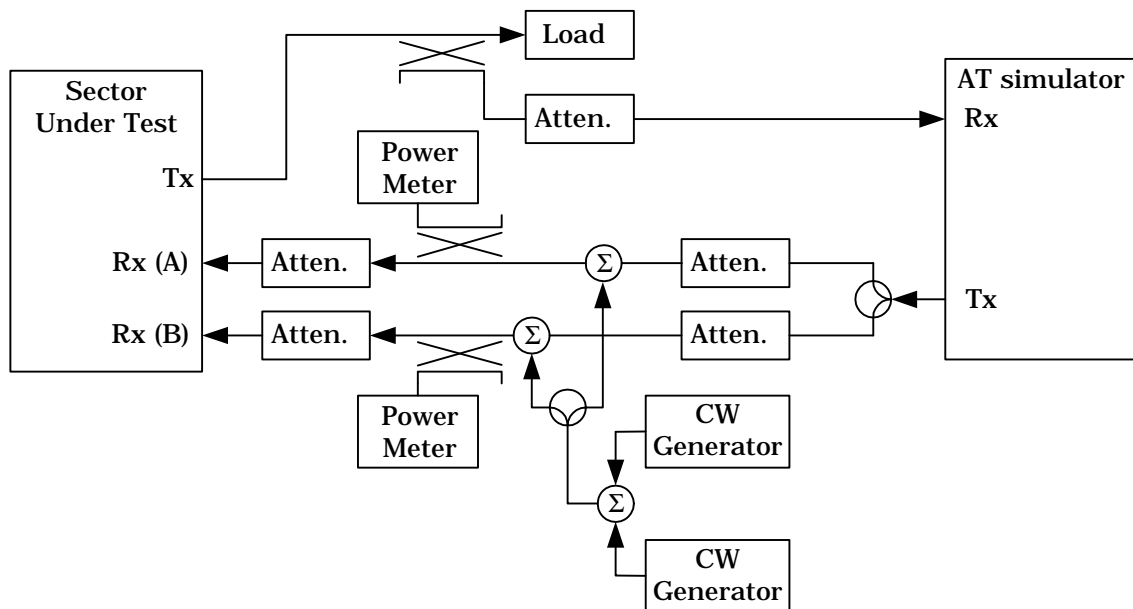 Load
AT simulator
Sector
Under Test
Atten.
Rx
Power
Meter
Tx
Rx (A)
Atten.
Σ
Atten.
Tx
Rx (B)
Atten.
Σ
Atten.
Power
Meter
CW
Generator
Σ
CW
Generator